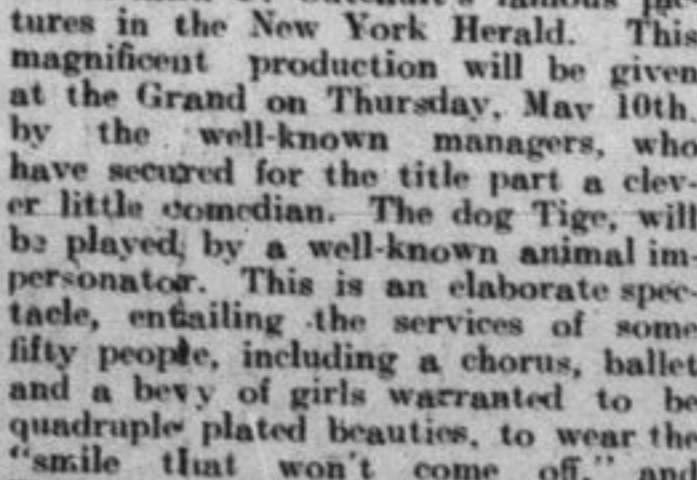 famous pic-
tures in the New York Herald. This
magnificent production will be given
at the Grand on Thursday, May 10th,
by the well-known managers, who
have secured for the title part a clev-
er little comedian. The dog Tige, will
be played, by a well-known animal im-
personator. This is an elaborate spec-
tacle, entailing the services of some
fifty people, including a chorus, ballet
and a bevy of girls warranted to be
quadruple plated beauties, to wear the
"smile that won't come off," and